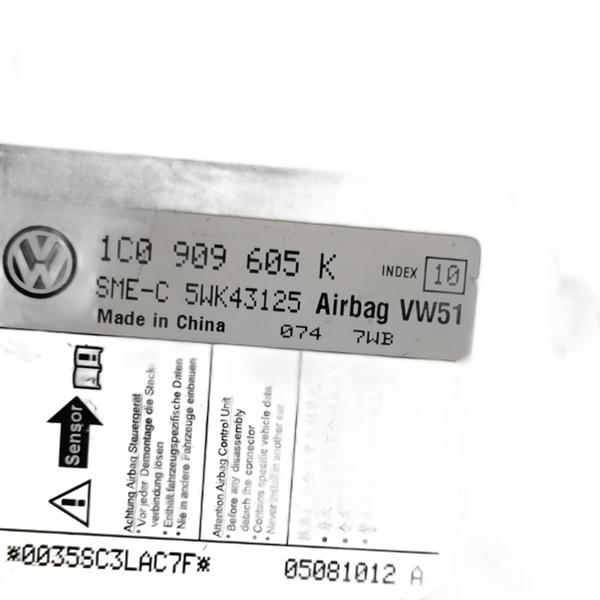 1C0 909 605 K
INDEX 10
SME-C 5WK43125 Airbag VW51
Made in China
074 7WB
Sensor
Achtung Airbag Steuergerät
* Vor jeder Demontage die Steck-
verbindung lösen
* Enthält fahrzeugspezifische Daten
* Nie in andere Fahrzeuge einbauen
Attention Airbag Control Unit
* Before any disassembly
detach the connector
* Contains specific vehicle data
* Never install in another car
*0035SC3LAC7F*
05081012 A